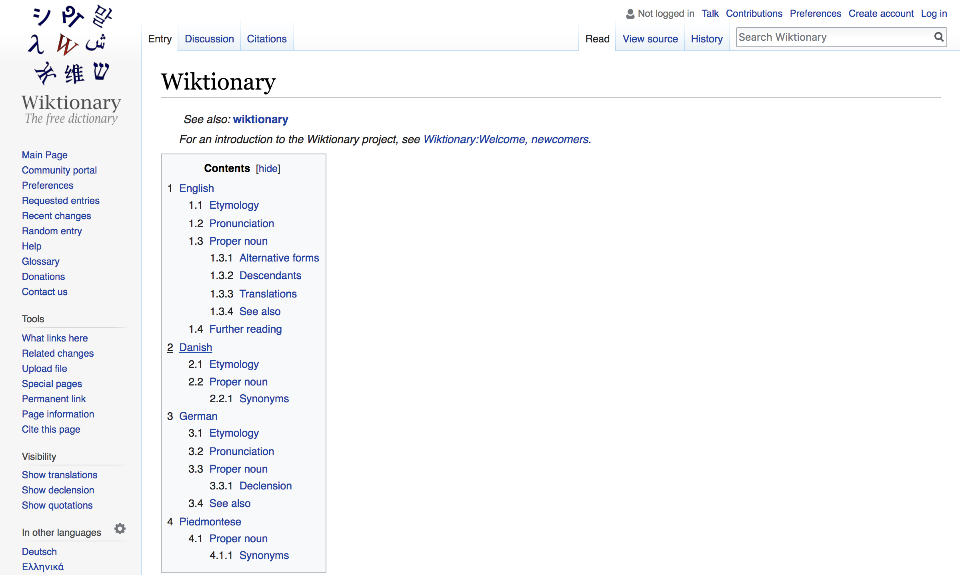 Not logged in Talk Contributions Preferences Create account Log in
Entry Discussion Citations
Read View source History Search Wiktionary
シ 말
λ W ش
维 ש
Wiktionary
The free dictionary
Main Page
Community portal
Preferences
Requested entries
Recent changes
Random entry
Help
Glossary
Donations
Contact us
Tools
What links here
Related changes
Upload file
Special pages
Permanent link
Page information
Cite this page
Visibility
Show translations
Show declension
Show quotations
In other languages
Deutsch
Ελληνικά
Wiktionary
See also: wiktionary
For an introduction to the Wiktionary project, see Wiktionary:Welcome, newcomers.
Contents [hide]
1 English
1.1 Etymology
1.2 Pronunciation
1.3 Proper noun
1.3.1 Alternative forms
1.3.2 Descendants
1.3.3 Translations
1.3.4 See also
1.4 Further reading
2 Danish
2.1 Etymology
2.2 Proper noun
2.2.1 Synonyms
3 German
3.1 Etymology
3.2 Pronunciation
3.3 Proper noun
3.3.1 Declension
3.4 See also
4 Piedmontese
4.1 Proper noun
4.1.1 Synonyms